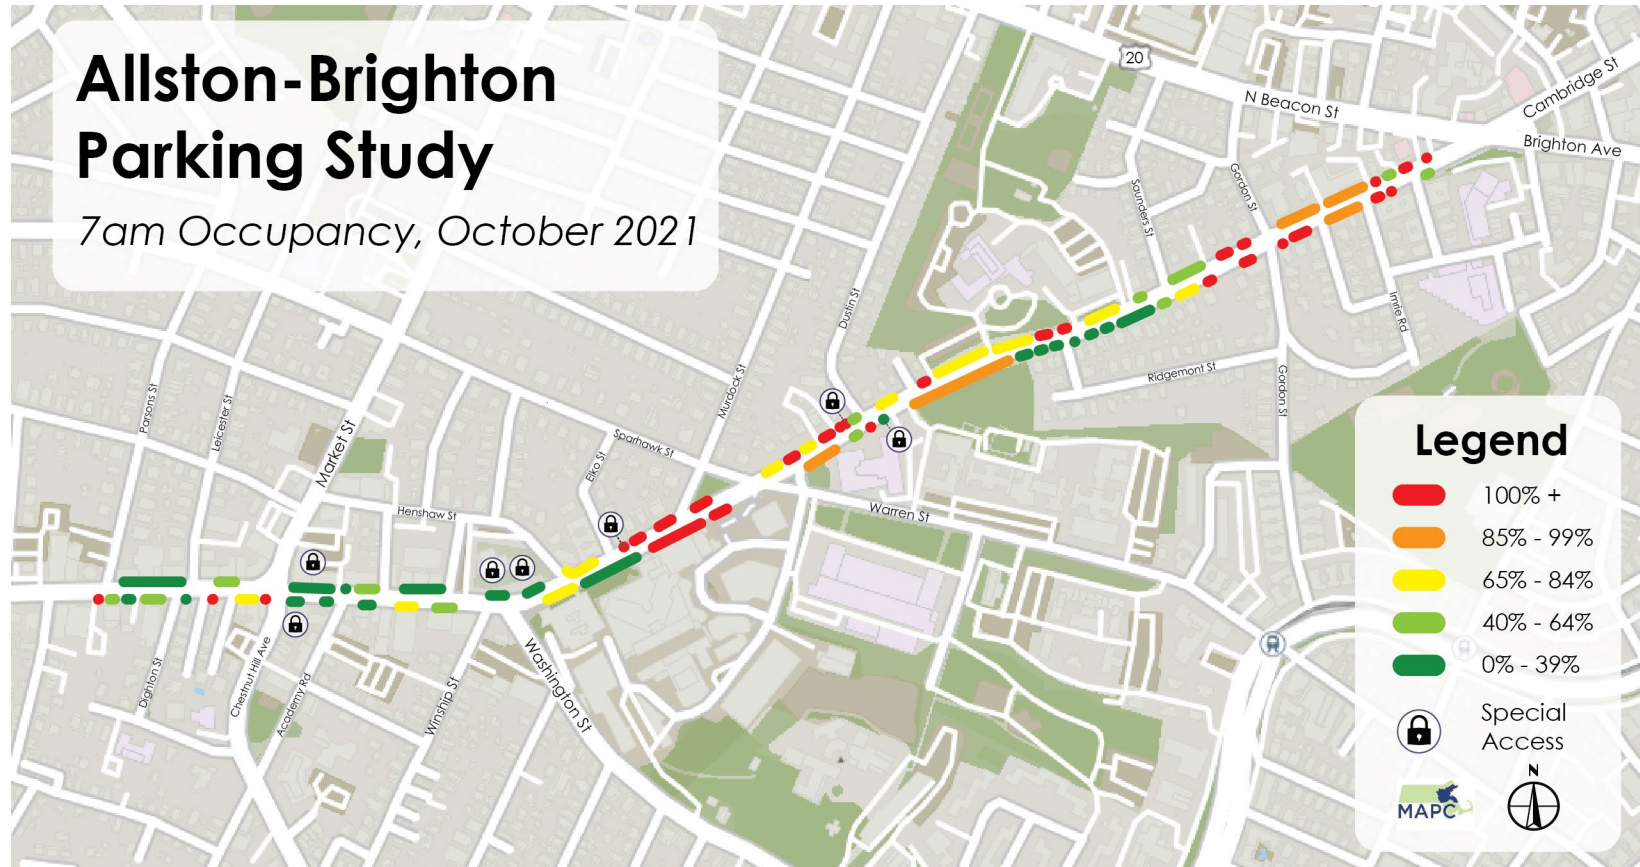 Allston-Brighton
Parking Study
7am Occupancy, October 2021
20
N Beacon St
Cambridge St
Brighton Ave
Gordon St
Saunders St
Dustin St
Imrie Rd
Ridgemont St
Gordon St
Murdock St
Parsons St
Leicester St
Market St
Sparhawk St
Elko St
Henshaw St
Warren St
Washington St
Dighton St
Chestnut Hill Ave
Academy Rd
Winship St
Legend
100% +
85% - 99%
65% - 84%
40% - 64%
0% - 39%
Special
Access
N
MAPC